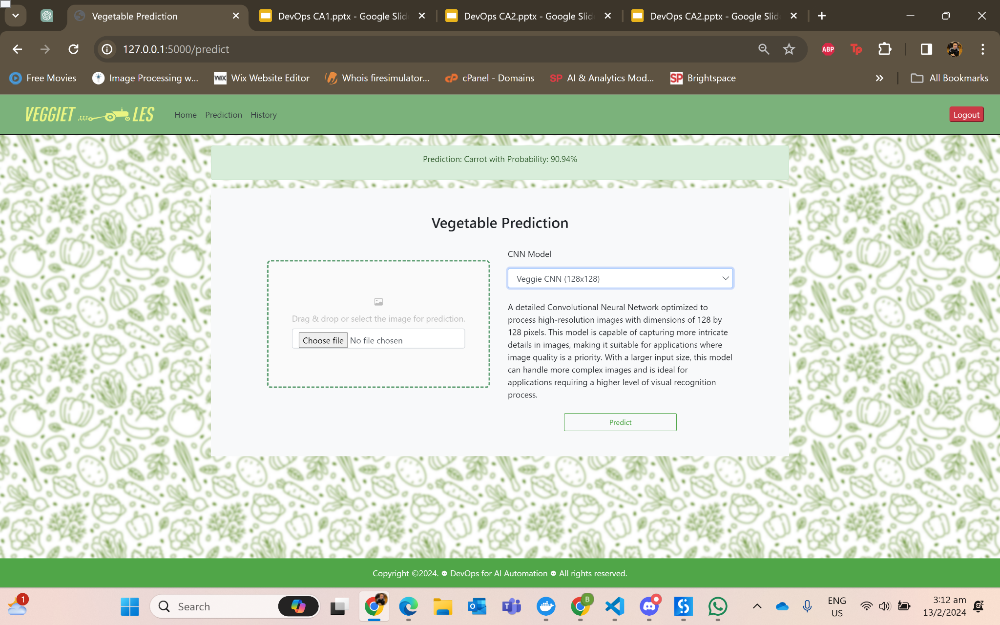 Vegetable Prediction
DevOps CA1.pptx - Google Slid
DevOps CA2.pptx - Google Slid
DevOps CA2.pptx - Google Slid
127.0.0.1:5000/predict
ABP
Tp
Free Movies
Image Processing w...
WIX Wix Website Editor
Whois firesimulator...
cP cPanel - Domains
SP AI & Analytics Mod...
SP Brightspace
All Bookmarks
VEGGIET LES
Home
Prediction
History
Logout
Prediction: Carrot with Probability: 90.94%
Vegetable Prediction
CNN Model
Veggie CNN (128x128)
Drag & drop or select the image for prediction.
Choose file No file chosen
A detailed Convolutional Neural Network optimized to
process high-resolution images with dimensions of 128 by
128 pixels. This model is capable of capturing more intricate
details in images, making it suitable for applications where
image quality is a priority. With a larger input size, this model
can handle more complex images and is ideal for
applications requiring a higher level of visual recognition
process.
Predict
Copyright ©2024. ☻ DevOps for AI Automation ☻ All rights reserved.
1
Search
B
ENG
US
3:12 am
13/2/2024